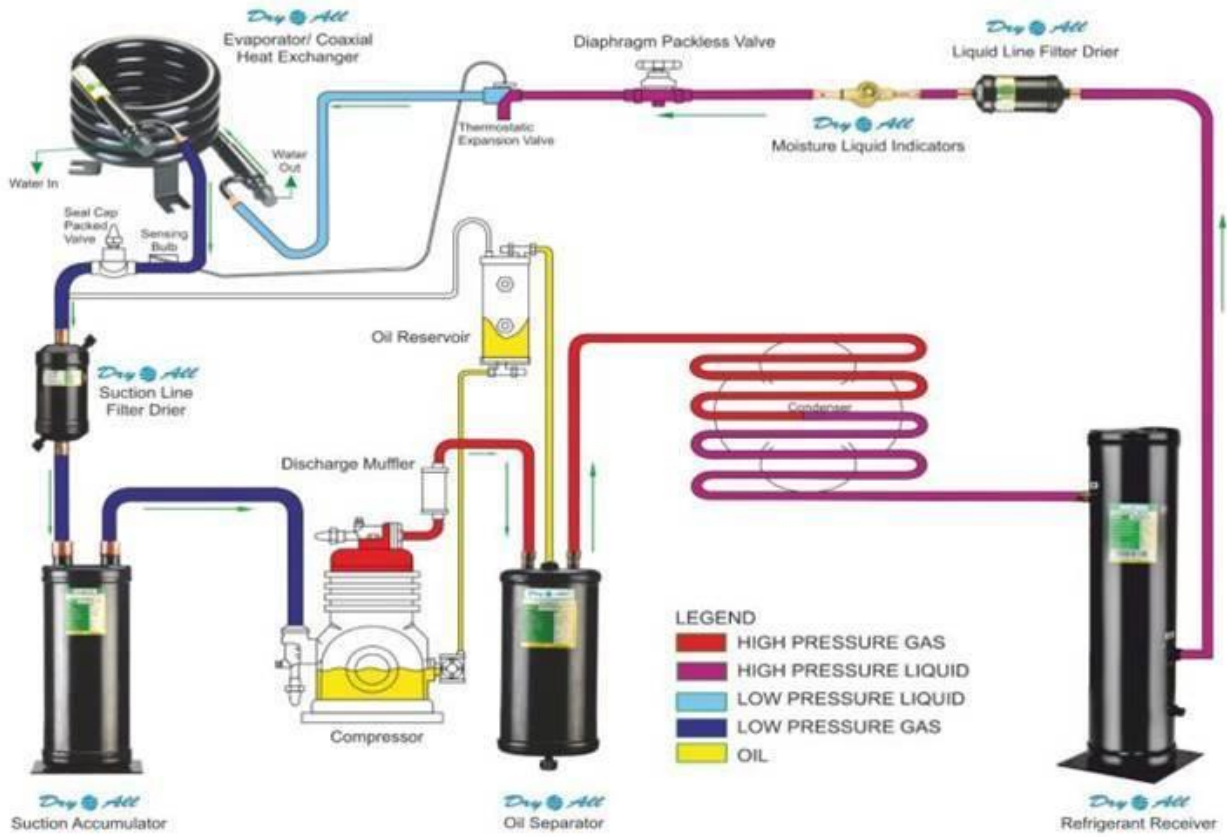 Dry All
Evaporator/ Coaxial
Heat Exchanger
Diaphragm Packless Valve
Dry All
Liquid Line Filter Drier
Thermostatic
Expansion Valve
Dry All
Moisture Liquid Indicators
Water In
Water
Out
Seal Cap
Packed
Valve
Sensing
Bulb
Oil Reservoir
Dry All
Suction Line
Filter Drier
Condenser
Discharge Muffler
Dry All
LEGEND
HIGH PRESSURE GAS
HIGH PRESSURE LIQUID
LOW PRESSURE LIQUID
LOW PRESSURE GAS
OIL
Compressor
Dry All
Suction Accumulator
Dry All
Oil Separator
Dry All
Refrigerant Receiver